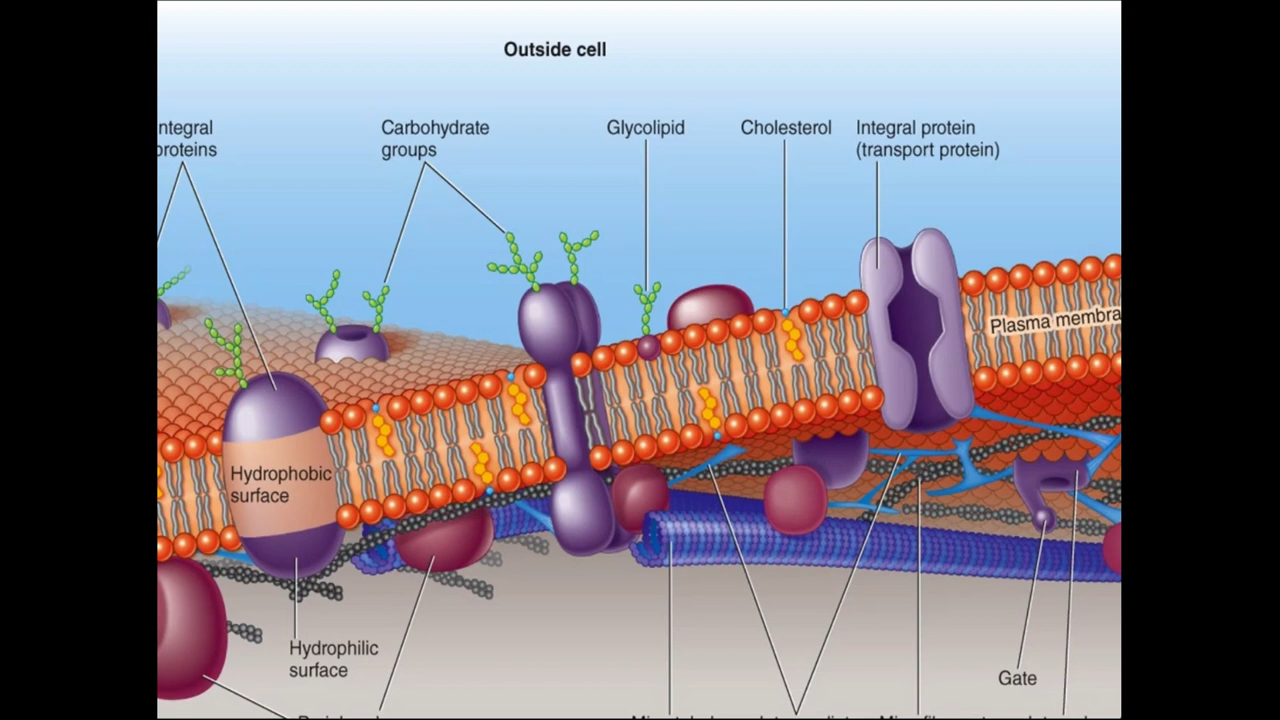 Outside cell
ntegral
proteins
Carbohydrate
groups
Glycolipid
Cholesterol
Integral protein
(transport protein)
Plasma membra
Hydrophobic
surface
Hydrophilic
surface
Gate